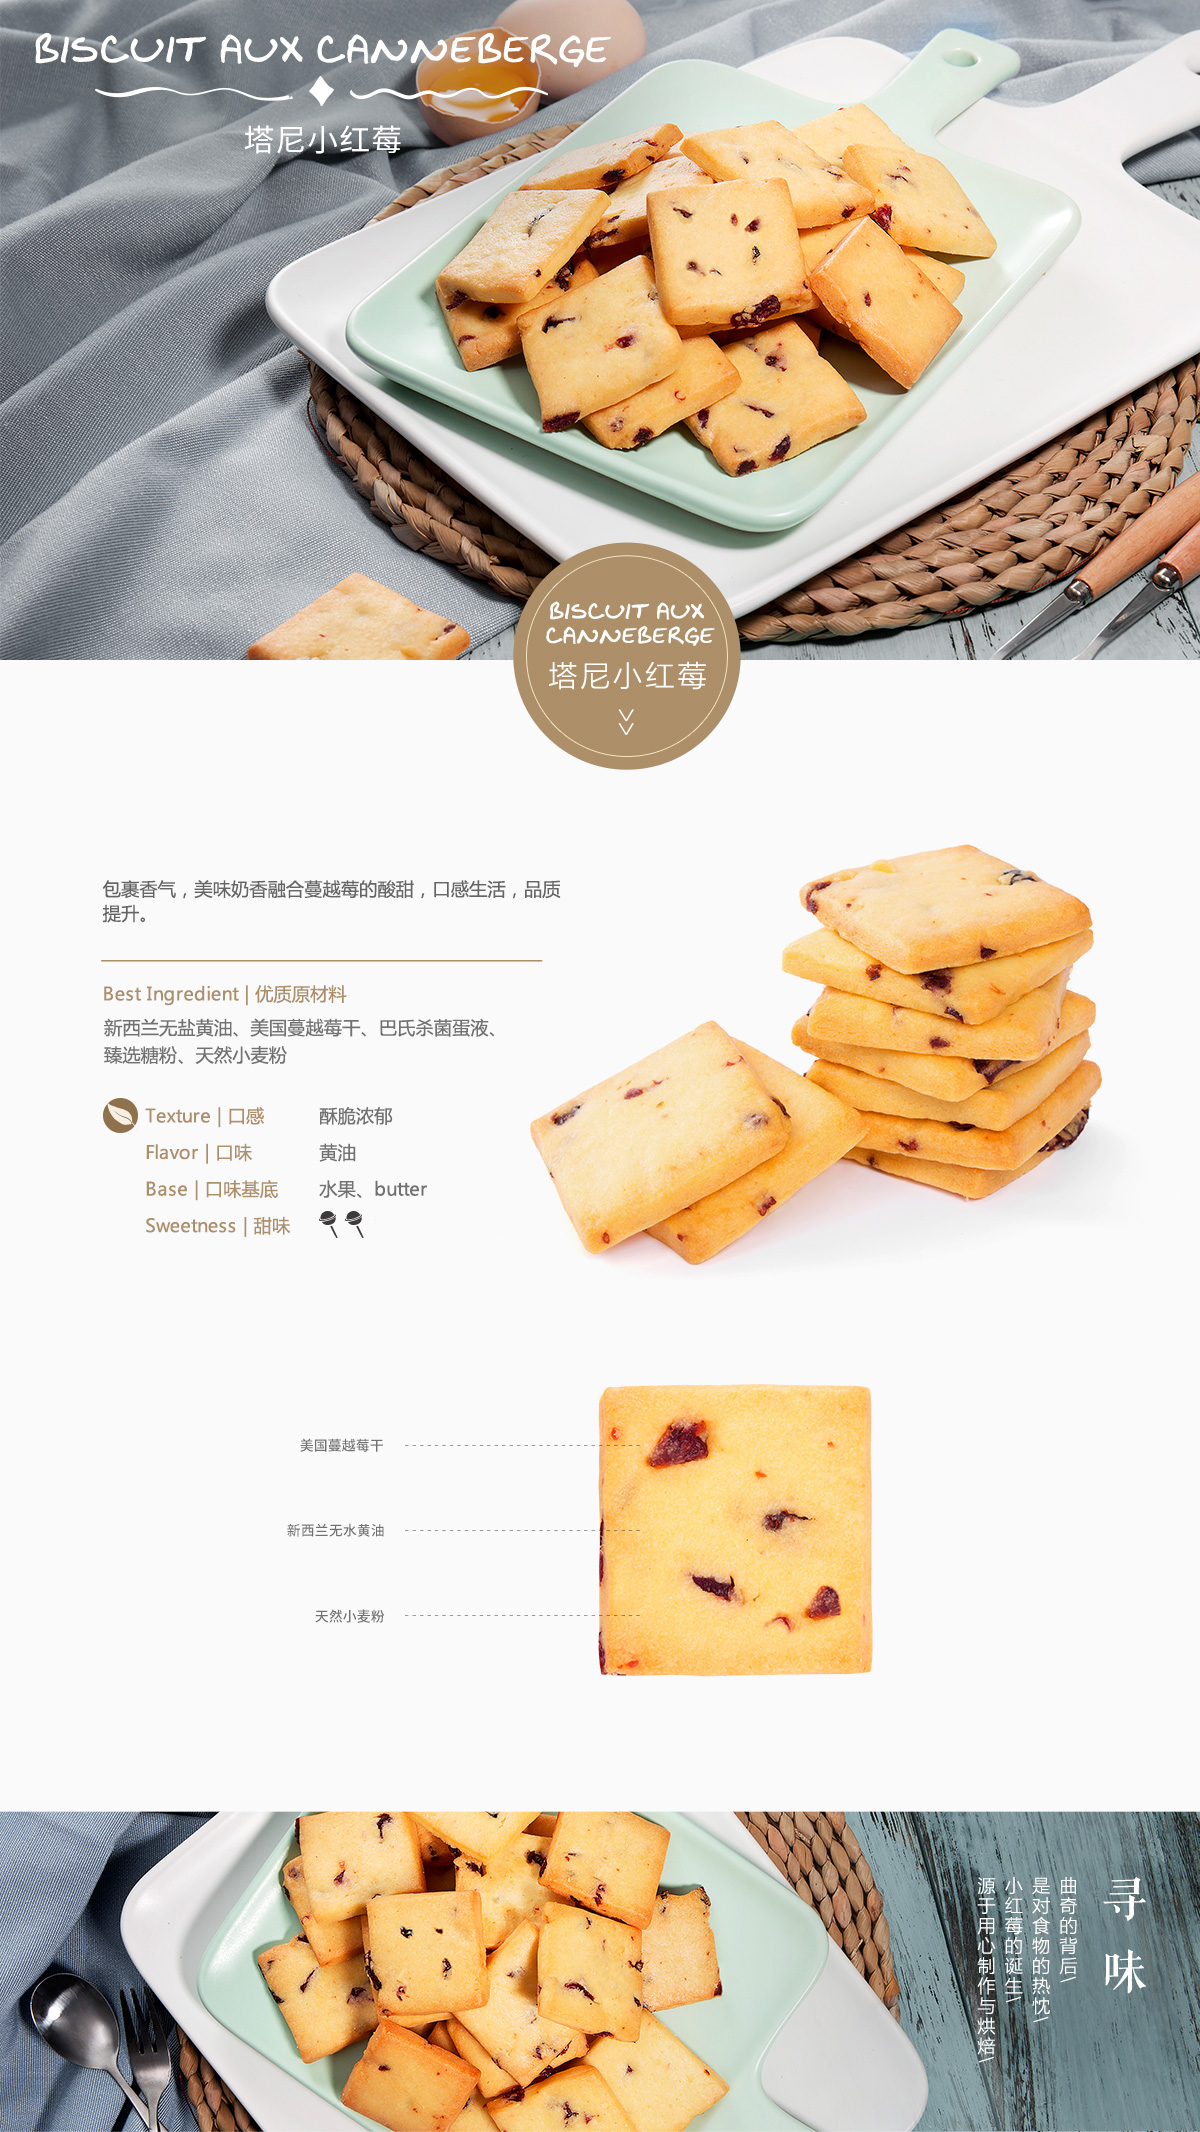 BISCUIT AUX CANNEBERGE
塔尼小红莓
BISCUIT AUX
CANNEBERGE
塔尼小红莓
包裹香气，美味奶香融合蔓越莓的酸甜，口感生活，品质
提升。
Best Ingredient | 优质原材料
新西兰无盐黄油、美国蔓越莓干、巴氏杀菌蛋液、
臻选糖粉、天然小麦粉
Texture | 口感 酥脆浓郁
Flavor | 口味 黄油
Base | 口味基底 水果、butter
Sweetness | 甜味
美国蔓越莓干
新西兰无水黄油
天然小麦粉
寻味
曲奇的背后/
是对食物的热忱/
小红莓的诞生/
源于用心制作与烘焙/